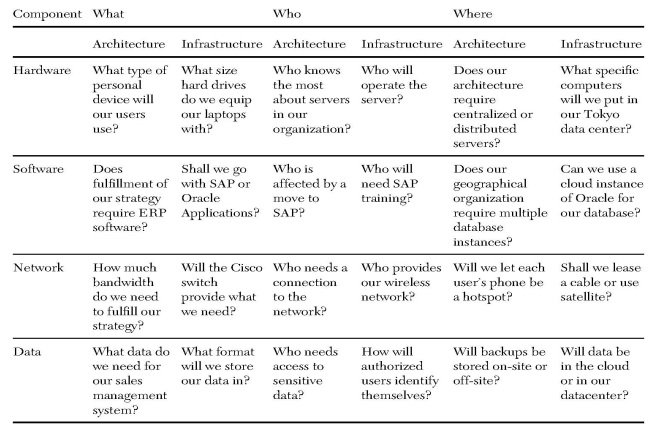 Component What Who Where
Architecture Infrastructure Architecture Infrastructure Architecture Infrastructure
Hardware What type of What size Who knows Who will Does our What specific
personal hard drives the most operate the architecture computers
device will do we equip about servers server? require will we put in
our users our laptops in our centralized or our Tokyo
use? with? organization? distributed data center?
servers?
Software Does Shall we go Who is Who will Does our Can we use a
fulfillment of with SAP or affected by a need SAP geographical cloud instance
our strategy Oracle move to training? organization of Oracle for
require ERP Applications? SAP? require multiple our database?
software? database
instances?
Network How much Will the Cisco Who needs a Who provides Will we let each Shall we lease
bandwidth switch connection our wireless user's phone be a cable or use
do we need provide what to the network? a hotspot? satellite?
to fulfill our we need? network?
strategy?
Data What data do What format Who needs How will Will backups be Will data be
we need for will we store access to authorized stored on-site or in the cloud
our sales our data in? sensitive users identify off-site? or in our
management data? themselves? datacenter?
system?